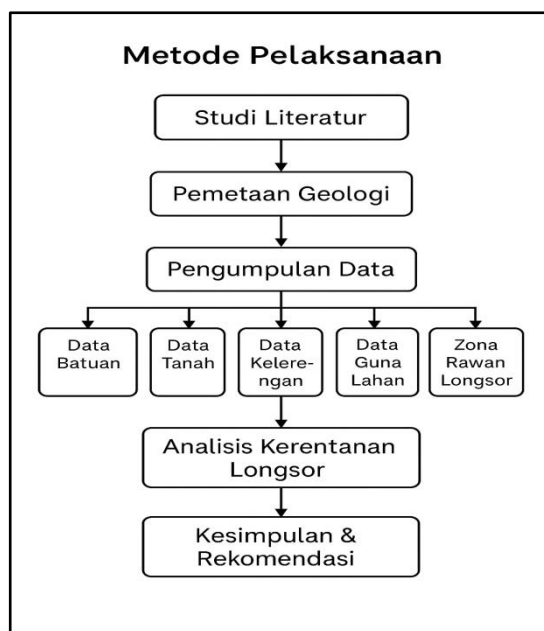 Metode Pelaksanaan
Studi Literatur
Pemetaan Geologi
Pengumpulan Data
Data
Batuan
Data
Tanah
Data
Kelere-
ngan
Data
Guna
Lahan
Zona
Rawan
Longsor
Analisis Kerentanan
Longsor
Kesimpulan &
Rekomendasi